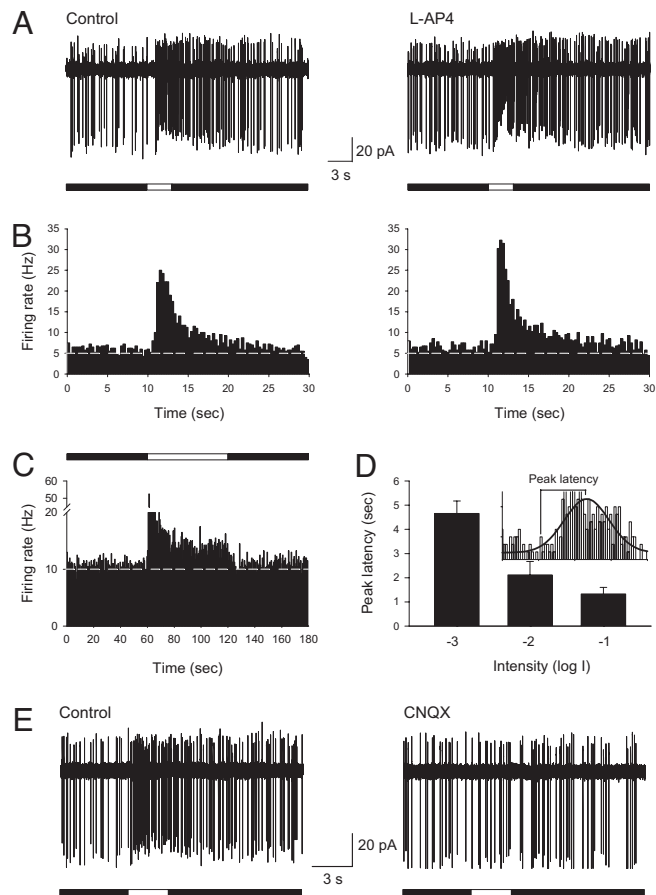 A
Control
L-AP4
20 pA
3 s
B
Firing rate (Hz)
35
30
25
20
15
10
5
0
0 5 10 15 20 25 30
Time (sec)
35
30
25
20
15
10
5
0
0 5 10 15 20 25 30
Time (sec)
C
Firing rate (Hz)
60
50
20
10
0
0 20 40 60 80 100 120 140 160 180
Time (sec)
D
Peak latency (sec)
6
5
4
3
2
1
0
Peak latency
-3 -2 -1
Intensity (log I)
E
Control
CNQX
20 pA
3 s